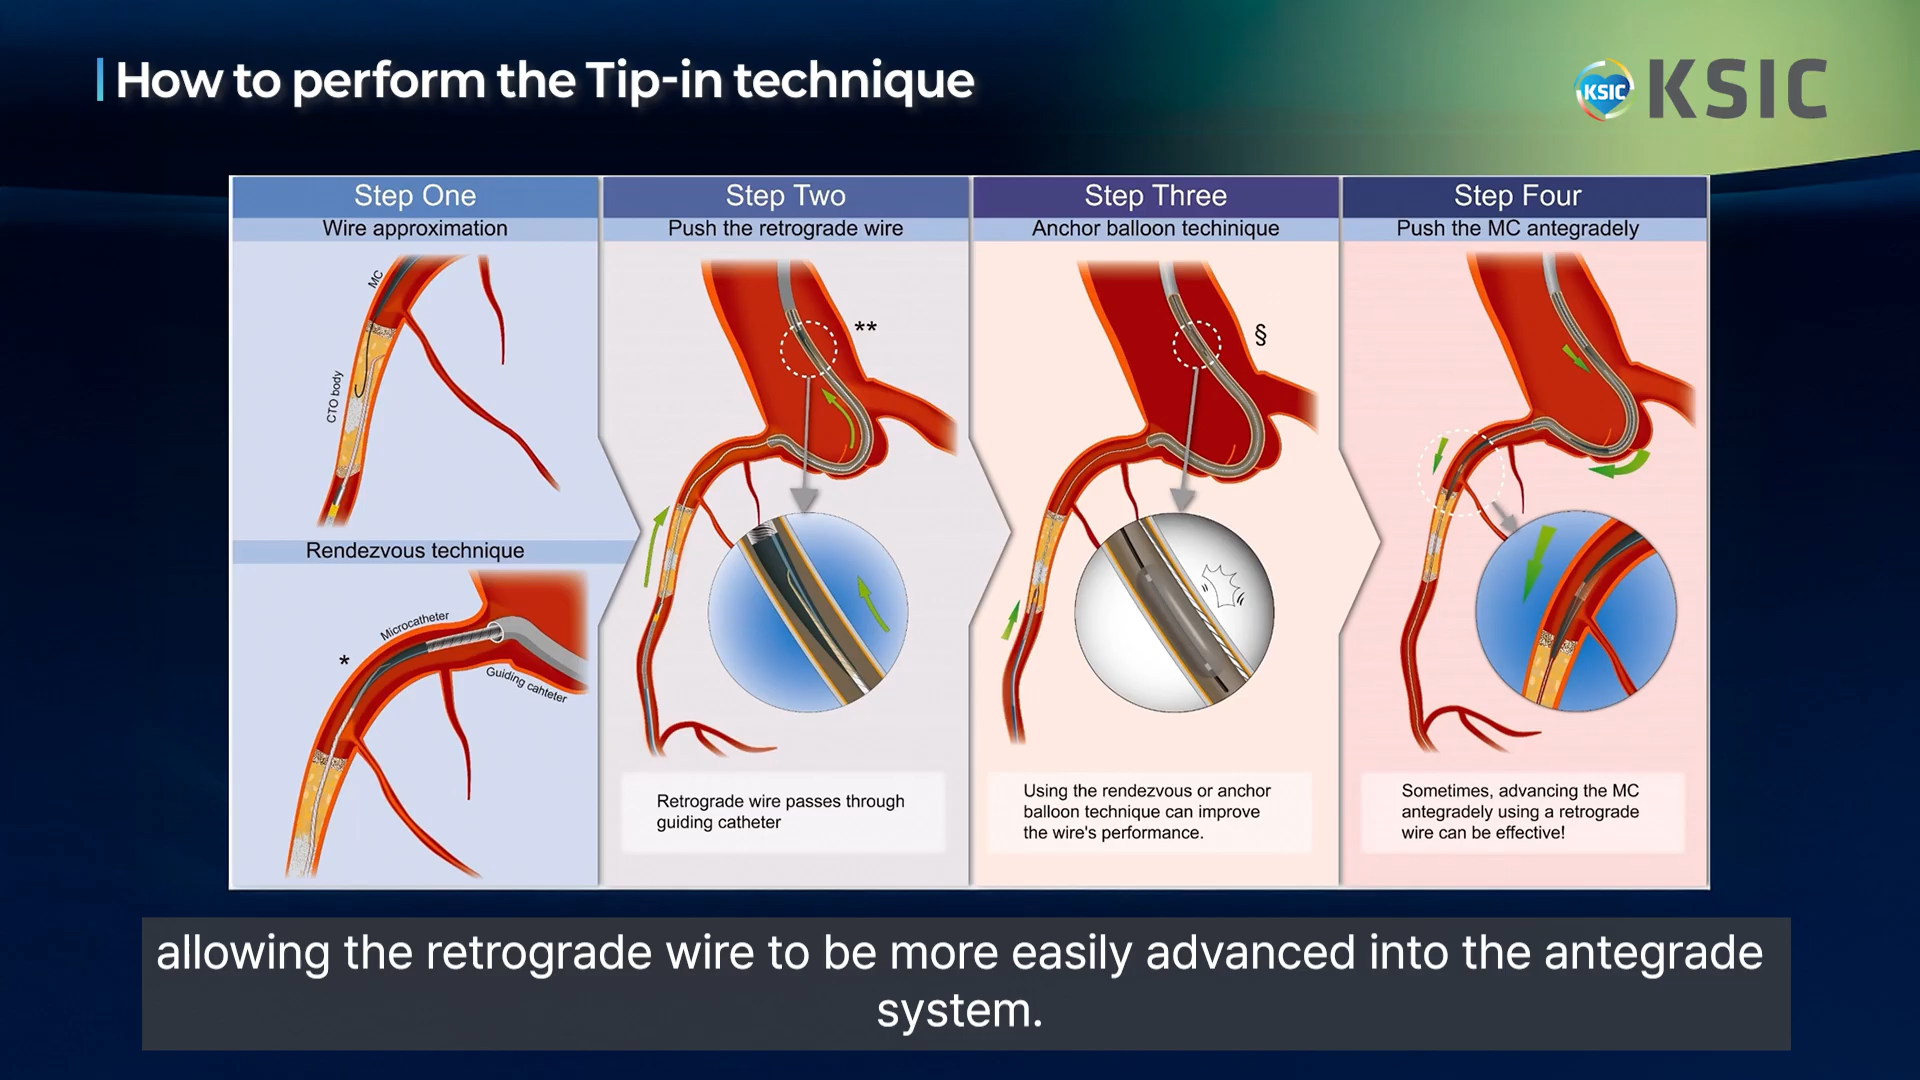 How to perform the Tip-in technique
KSIC KSIC
Step One
Wire approximation
MC
CTO body
Rendezvous technique
Microcatheter
*
Guiding cahteter
Step Two
Push the retrograde wire
**
Retrograde wire passes through
guiding catheter
Step Three
Anchor balloon techinique
§
Using the rendezvous or anchor
balloon technique can improve
the wire's performance.
Step Four
Push the MC antegradely
Sometimes, advancing the MC
antegradely using a retrograde
wire can be effective!
allowing the retrograde wire to be more easily advanced into the antegrade
system.